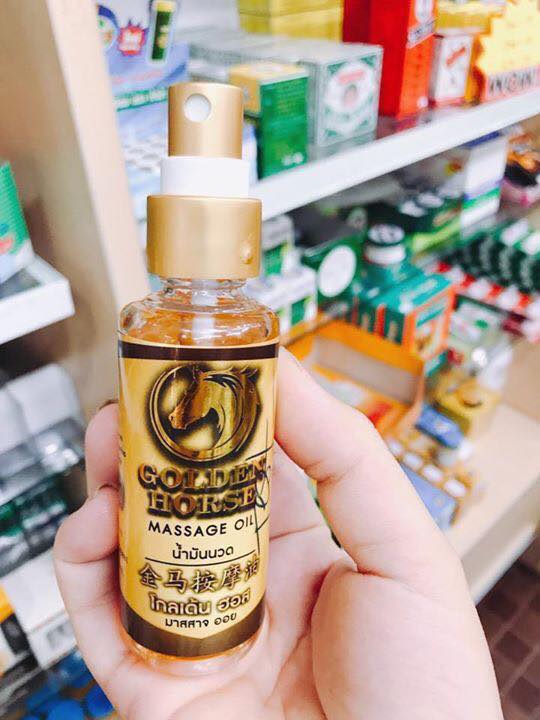 GOLDEN
HORSE
MASSAGE OIL
น้ำมันนวด
金马按摩油
โกลเด้น ฮอส
มาสสาจ ออย